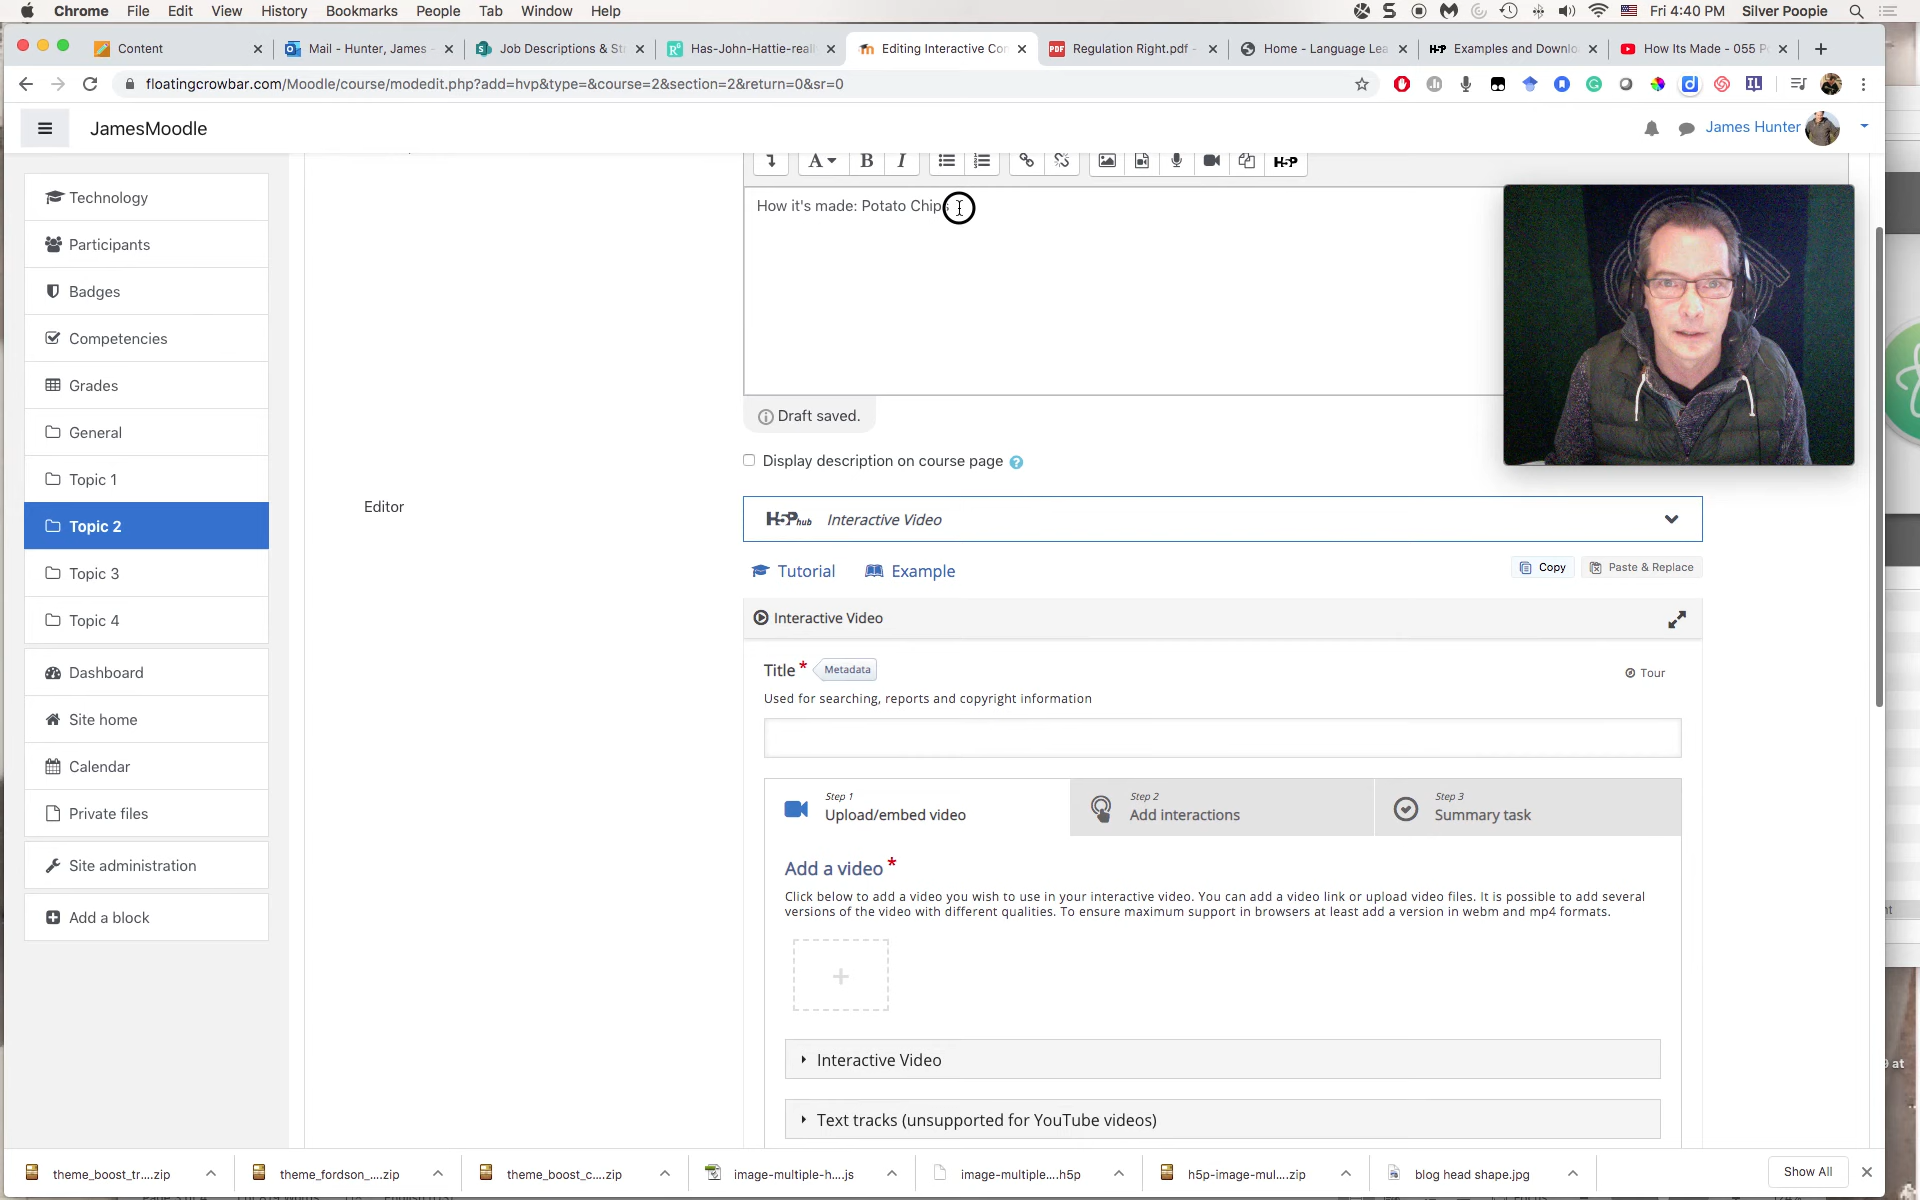 Chrome File Edit View History Bookmarks People Tab Window Help
Fri 4:40 PM Silver Poopie
Content
Mail - Hunter, James
Job Descriptions & St
Has-John-Hattie-reall
Editing Interactive Con
Regulation Right.pdf -
Home - Language Lea
Examples and Downlo
How Its Made - 055 P
floatingcrowbar.com/Moodle/course/modedit.php?add=hvp&type=&course=2&section=2&return=0&sr=0
JamesMoodle
James Hunter
Technology
Participants
Badges
Competencies
Grades
General
Topic 1
Topic 2
Topic 3
Topic 4
Dashboard
Site home
Calendar
Private files
Site administration
Add a block
A B I
H5P
How it's made: Potato Chips
Draft saved.
Display description on course page
Editor
H5Phub Interactive Video
Tutorial Example
Copy Paste & Replace
Interactive Video
Title * Metadata
Tour
Used for searching, reports and copyright information
Step 1
Upload/embed video
Step 2
Add interactions
Step 3
Summary task
Add a video *
Click below to add a video you wish to use in your interactive video. You can add a video link or upload video files. It is possible to add several
versions of the video with different qualities. To ensure maximum support in browsers at least add a version in webm and mp4 formats.
Interactive Video
Text tracks (unsupported for YouTube videos)
theme_boost_tr....zip
theme_fordson_....zip
theme_boost_c....zip
image-multiple-h....js
image-multiple....h5p
h5p-image-mul....zip
blog head shape.jpg
Show All